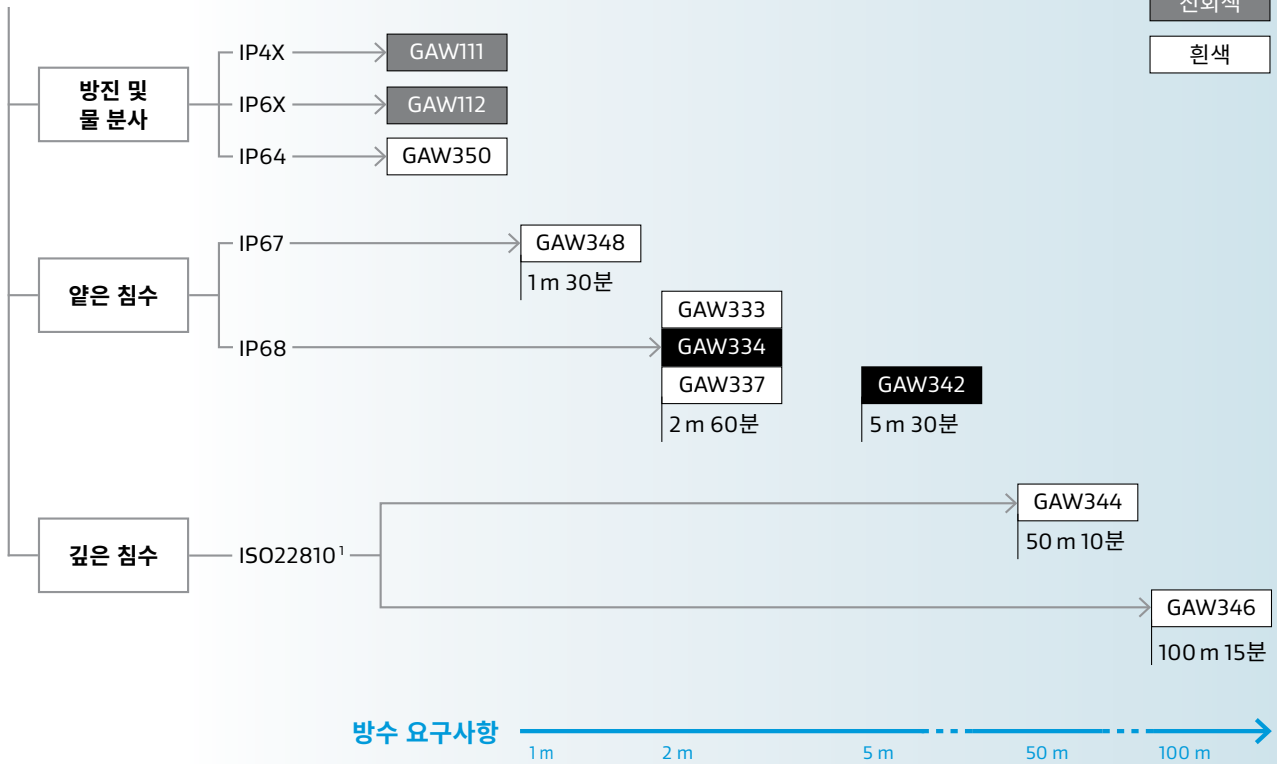 흰색
방진 및
물 분사
IP4X
GAW111
IP6X
GAW112
IP64
GAW350
얕은 침수
IP67
GAW348
1 m 30분
IP68
GAW333
GAW334
GAW337
2 m 60분
GAW342
5 m 30분
깊은 침수
ISO22810¹
GAW344
50 m 10분
GAW346
100 m 15분
방수 요구사항
1 m
2 m
5 m
50 m
100 m